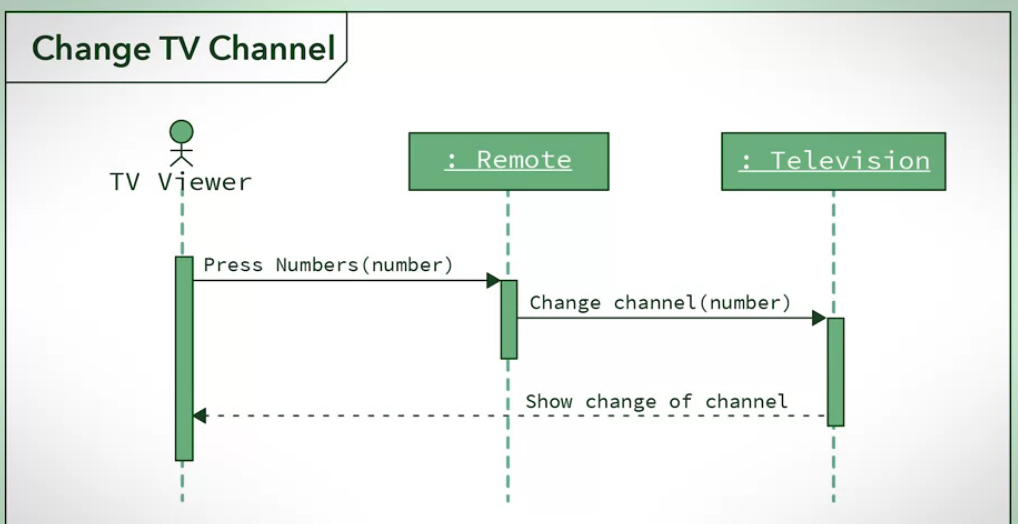 Change TV Channel
TV Viewer
: Remote
: Television
Press Numbers(number)
Change channel(number)
Show change of channel